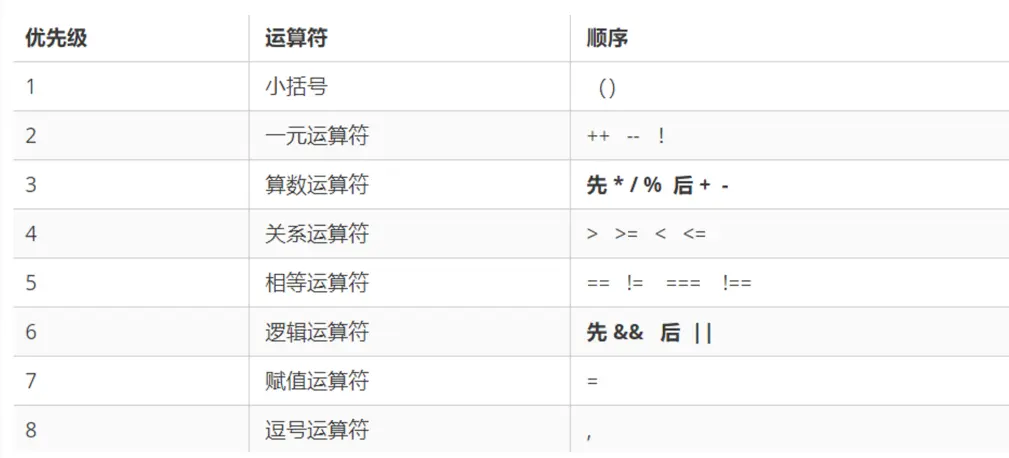 优先级 运算符 顺序
1 小括号 （）
2 一元运算符 ++ -- !
3 算数运算符 先 * / % 后 + -
4 关系运算符 > >= < <=
5 相等运算符 == != === !==
6 逻辑运算符 先 && 后 ||
7 赋值运算符 =
8 逗号运算符 ,